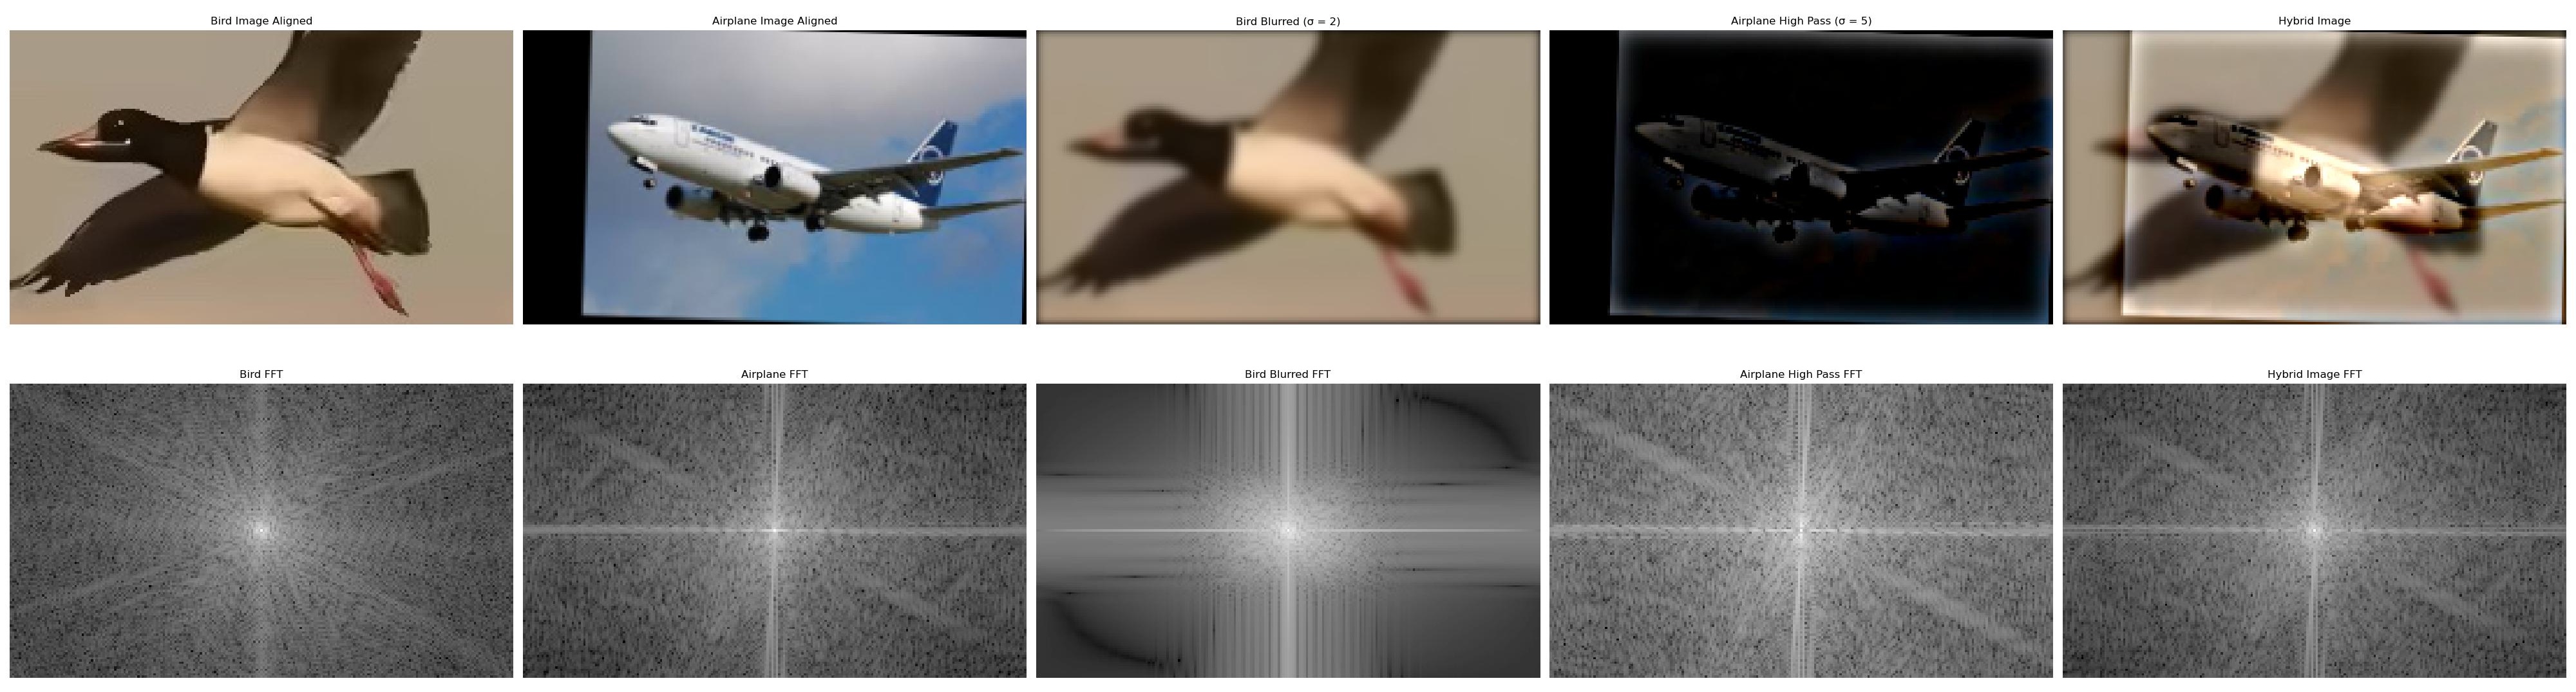 Bird Image Aligned
Airplane Image Aligned
Bird Blurred (σ = 2)
Airplane High Pass (σ = 5)
Hybrid Image
Bird FFT
Airplane FFT
Bird Blurred FFT
Airplane High Pass FFT
Hybrid Image FFT